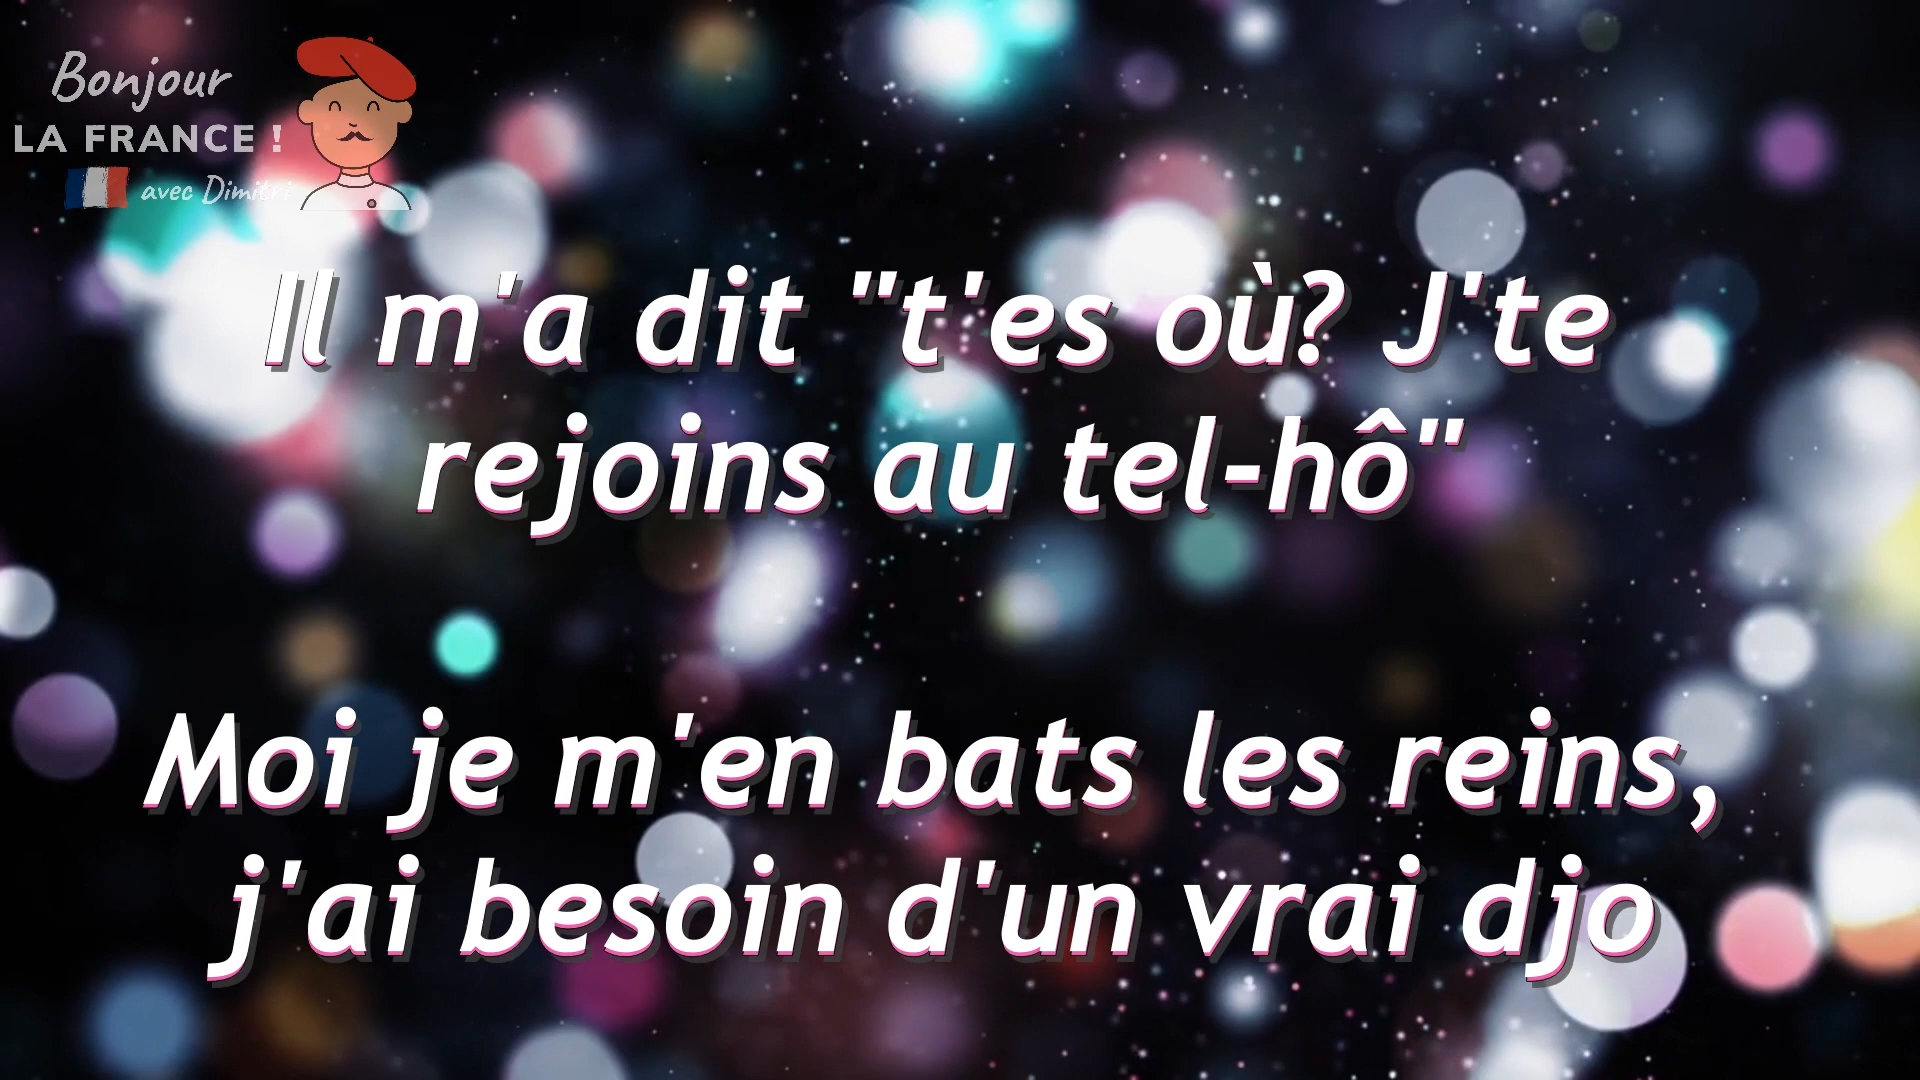 Bonjour
LA FRANCE !
avec Dimitri
Il m'a dit "t'es où? J'te
rejoins au tel-hô"
Moi je m'en bats les reins,
j'ai besoin d'un vrai djo